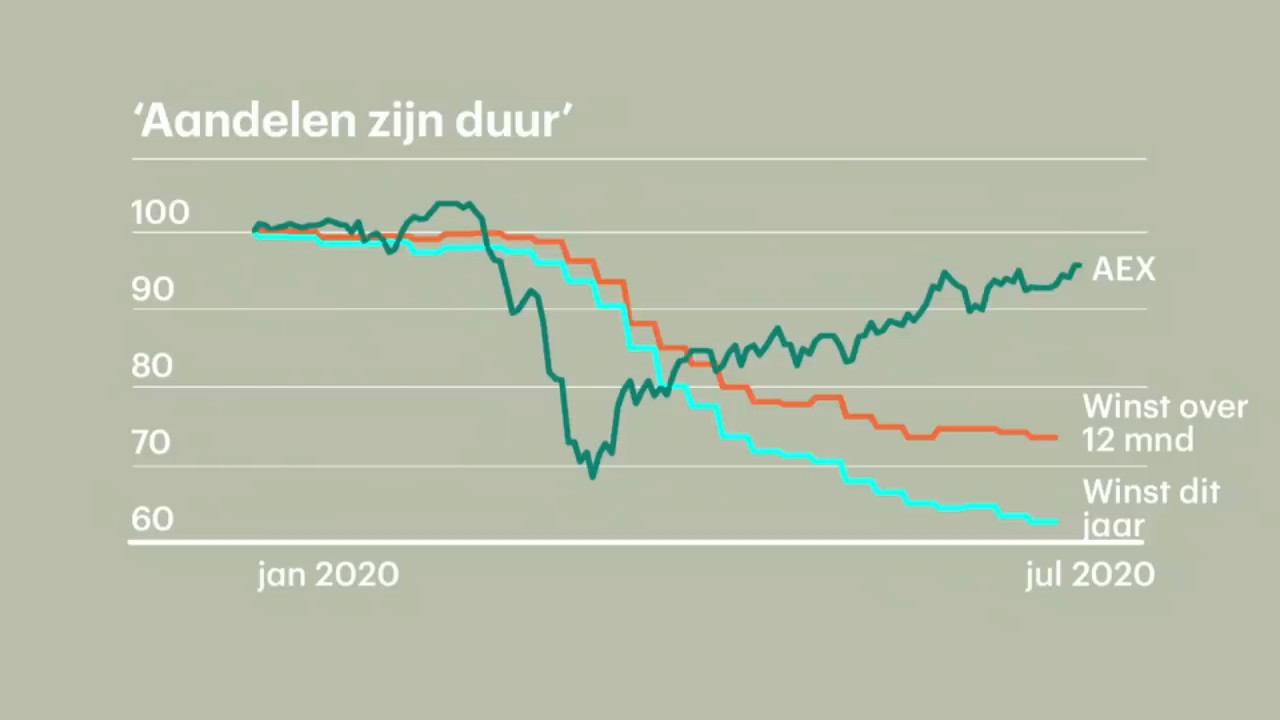 ‘Aandelen zijn duur’
100
90
80
70
60
AEX
Winst over
12 mnd
Winst dit
jaar
jan 2020
jul 2020